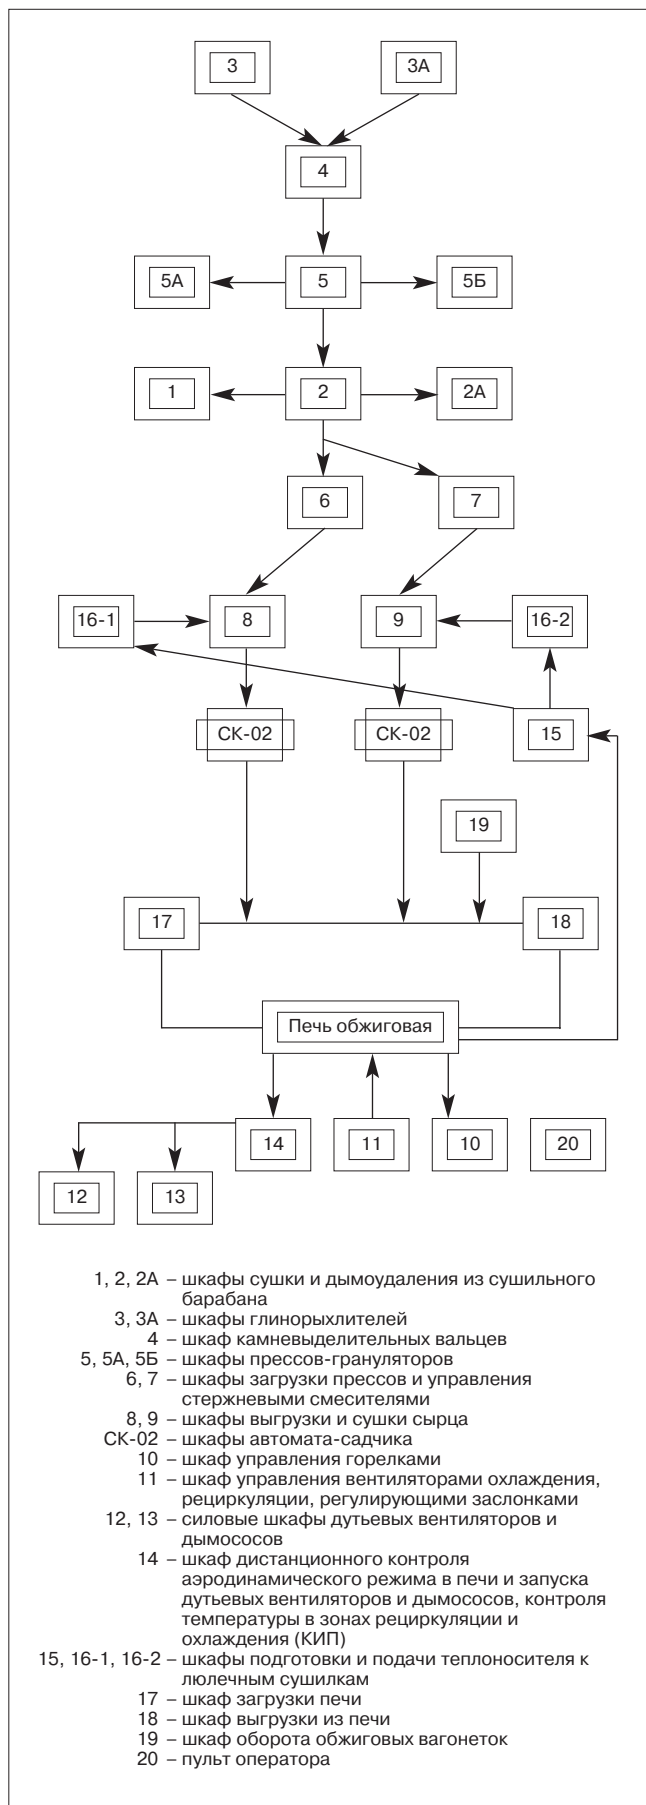 3
3А
4
5А
5
5Б
1
2
2А
6
7
16-1
8
9
16-2
СК-02
СК-02
15
19
17
18
Печь обжиговая
14
11
10
20
12
13
1, 2, 2А – шкафы сушки и дымоудаления из сушильного
барабана
3, 3А – шкафы глинорыхлителей
4 – шкаф камневыделительных вальцев
5, 5А, 5Б – шкафы прессов-грануляторов
6, 7 – шкафы загрузки прессов и управления
стержневыми смесителями
8, 9 – шкафы выгрузки и сушки сырца
СК-02 – шкафы автомата-садчика
10 – шкаф управления горелками
11 – шкаф управления вентиляторами охлаждения,
рециркуляции, регулирующими заслонками
12, 13 – силовые шкафы дутьевых вентиляторов и
дымососов
14 – шкаф дистанционного контроля
аэродинамического режима в печи и запуска
дутьевых вентиляторов и дымососов, контроля
температуры в зонах рециркуляции и
охлаждения (КИП)
15, 16-1, 16-2 – шкафы подготовки и подачи теплоносителя к
люлечным сушилкам
17 – шкаф загрузки печи
18 – шкаф выгрузки из печи
19 – шкаф оборота обжиговых вагонеток
20 – пульт оператора